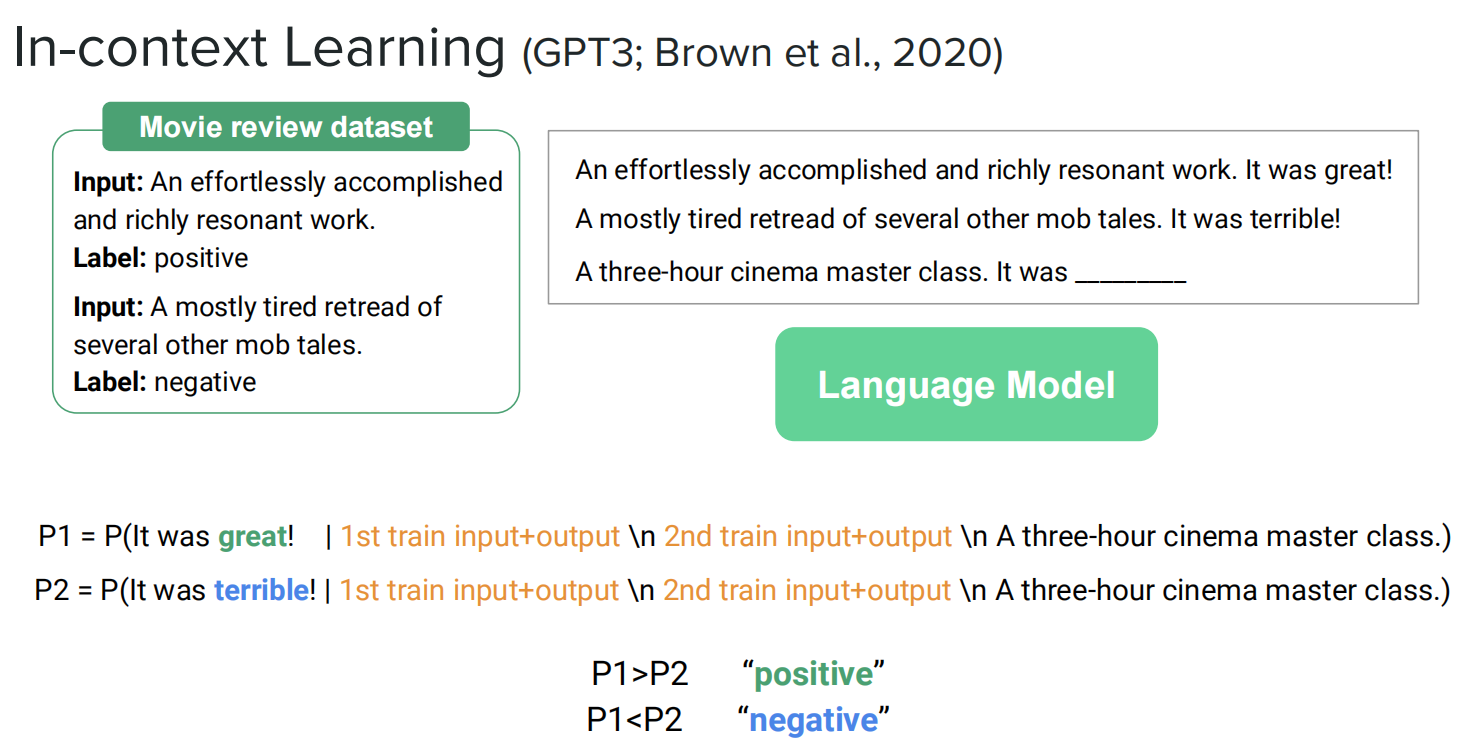 In-context Learning (GPT3; Brown et al., 2020)
Movie review dataset
Input: An effortlessly accomplished
and richly resonant work.
Label: positive
Input: A mostly tired retread of
several other mob tales.
Label: negative
An effortlessly accomplished and richly resonant work. It was great!
A mostly tired retread of several other mob tales. It was terrible!
A three-hour cinema master class. It was _________
Language Model
P1 = P(It was great! | 1st train input+output \n 2nd train input+output \n A three-hour cinema master class.)
P2 = P(It was terrible! | 1st train input+output \n 2nd train input+output \n A three-hour cinema master class.)
P1>P2 “positive”
P1<P2 “negative”